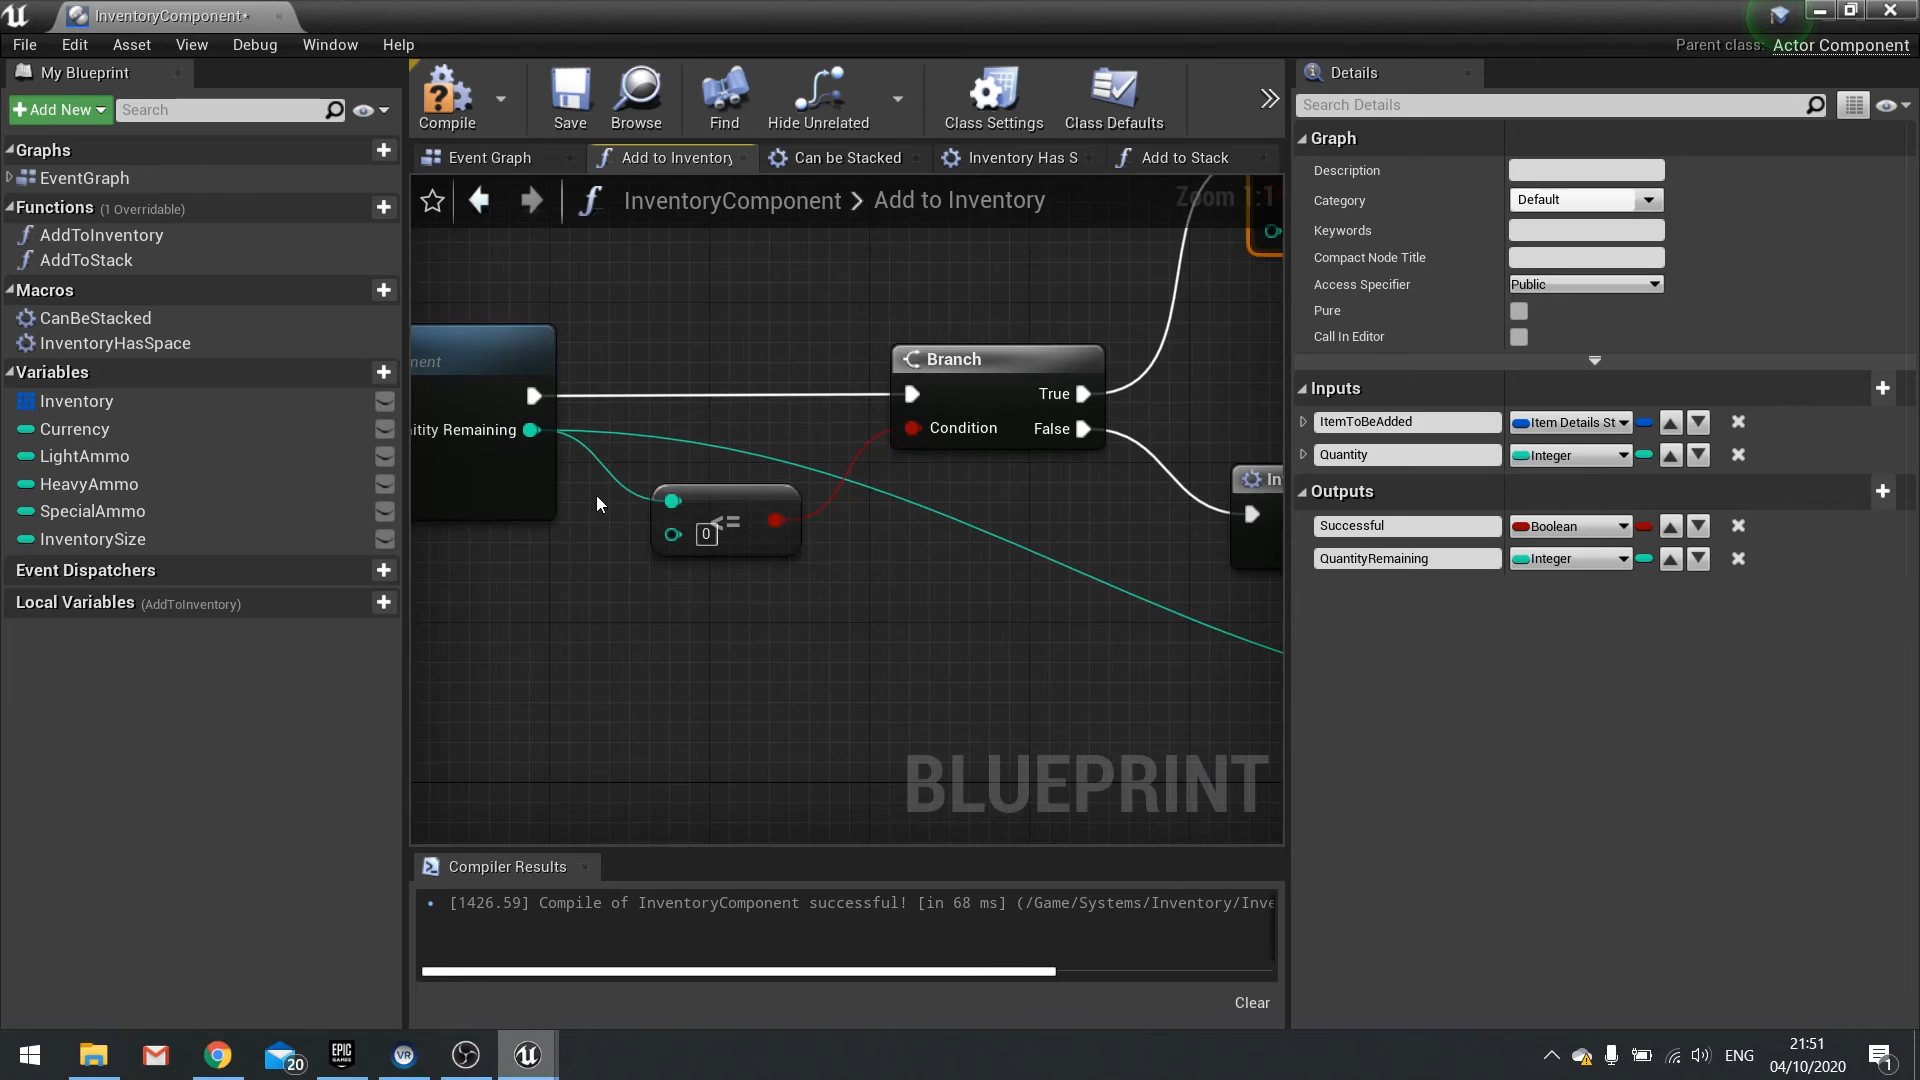 InventoryComponent*
File Edit Asset View Debug Window Help
Parent class: Actor Component
My Blueprint
Add New
Search
Graphs
EventGraph
Functions (1 Overridable)
AddToInventory
AddToStack
Macros
CanBeStacked
InventoryHasSpace
Variables
Inventory
Currency
LightAmmo
HeavyAmmo
SpecialAmmo
InventorySize
Event Dispatchers
Local Variables (AddToInventory)
Compile Save Browse Find Hide Unrelated Class Settings Class Defaults
Event Graph Add to Inventory Can be Stacked Inventory Has S Add to Stack
InventoryComponent > Add to Inventory
Zoom 1:1
nent
Branch
True
ntity Remaining
Condition False
<=
0
In
BLUEPRINT
Compiler Results
[1426.59] Compile of InventoryComponent successful! [in 68 ms] (/Game/Systems/Inventory/Inve
Clear
Details
Search Details
Graph
Description
Category Default
Keywords
Compact Node Title
Access Specifier Public
Pure
Call In Editor
Inputs
ItemToBeAdded Item Details St
Quantity Integer
Outputs
Successful Boolean
QuantityRemaining Integer
20
EPIC
GAMES
VR
ENG
21:51
04/10/2020
1